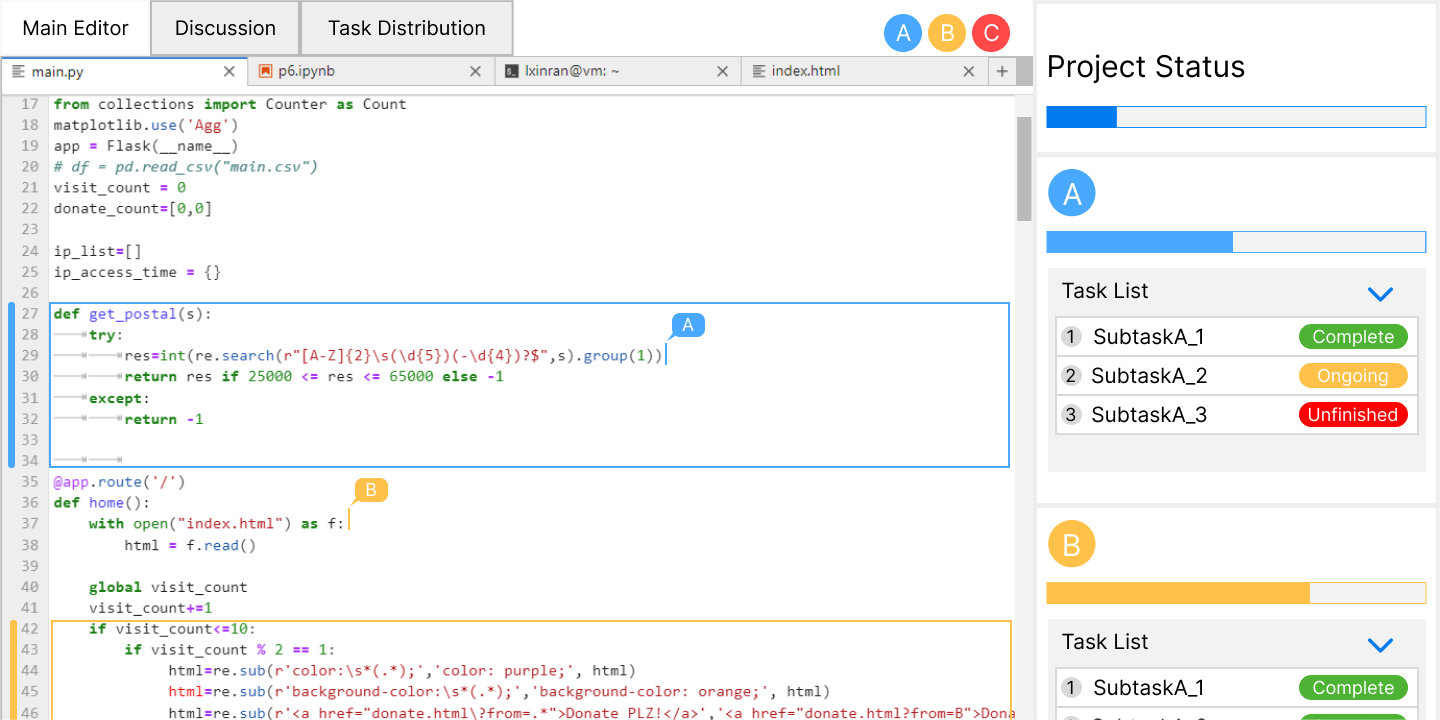 Main Editor
Discussion
Task Distribution
A
B
C
main.py
p6.ipynb
lxinran@vm: ~
index.html
17 from collections import Counter as Count
18 matplotlib.use('Agg')
19 app = Flask(__name__)
20 # df = pd.read_csv("main.csv")
21 visit_count = 0
22 donate_count=[0,0]
23
24 ip_list=[]
25 ip_access_time = {}
26
27 def get_postal(s):
28 try:
A
29 res=int(re.search(r"[A-Z]{2}\s(\d{5})(-\d{4})?$",s).group(1))
30 return res if 25000 <= res <= 65000 else -1
31 except:
32 return -1
33
34
35 @app.route('/')
B
36 def home():
37 with open("index.html") as f:
38 html = f.read()
39
40 global visit_count
41 visit_count+=1
42 if visit_count<=10:
43 if visit_count % 2 == 1:
44 html=re.sub(r'color:\s*(.*);','color: purple;', html)
45 html=re.sub(r'background-color:\s*(.*);','background-color: orange;', html)
46 html=re.sub(r'<a href="donate.html\?from=.*">Donate PLZ!</a>','<a href="donate.html?from=B">Dona
Project Status
A
Task List
1 SubtaskA_1 Complete
2 SubtaskA_2 Ongoing
3 SubtaskA_3 Unfinished
B
Task List
1 SubtaskA_1 Complete